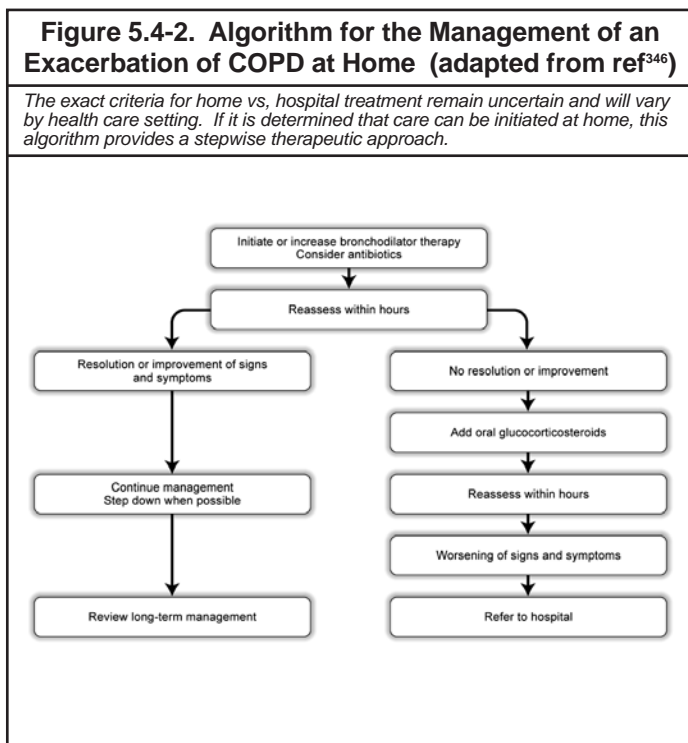 Figure 5.4-2.  Algorithm for the Management of an
Exacerbation of COPD at Home  (adapted from ref³⁴⁶)
The exact criteria for home vs, hospital treatment remain uncertain and will vary
by health care setting.  If it is determined that care can be initiated at home, this
algorithm provides a stepwise therapeutic approach.
Initiate or increase bronchodilator therapy
Consider antibiotics
Reassess within hours
Resolution or improvement of signs
and symptoms
Continue management
Step down when possible
Review long-term management
No resolution or improvement
Add oral glucocorticosteroids
Reassess within hours
Worsening of signs and symptoms
Refer to hospital